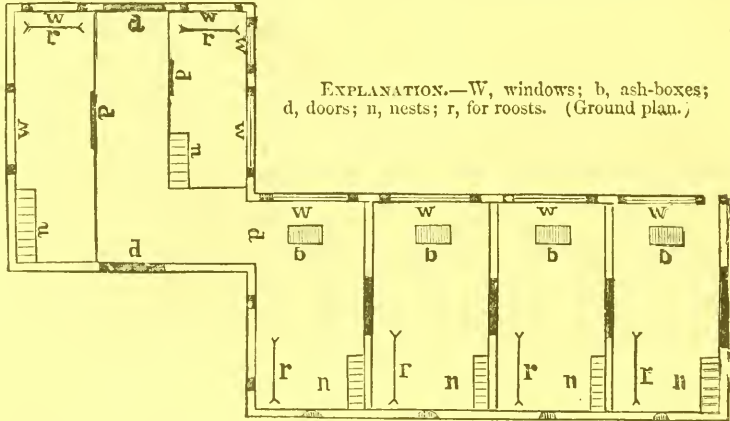 w a w
r r
w
d d
EXPLANATION.—W, windows; b, ash-boxes;
d, doors; n, nests; r, for roosts. (Ground plan.)
w w
n
n
d d
w w w w
b b b b
r n r n r n r n